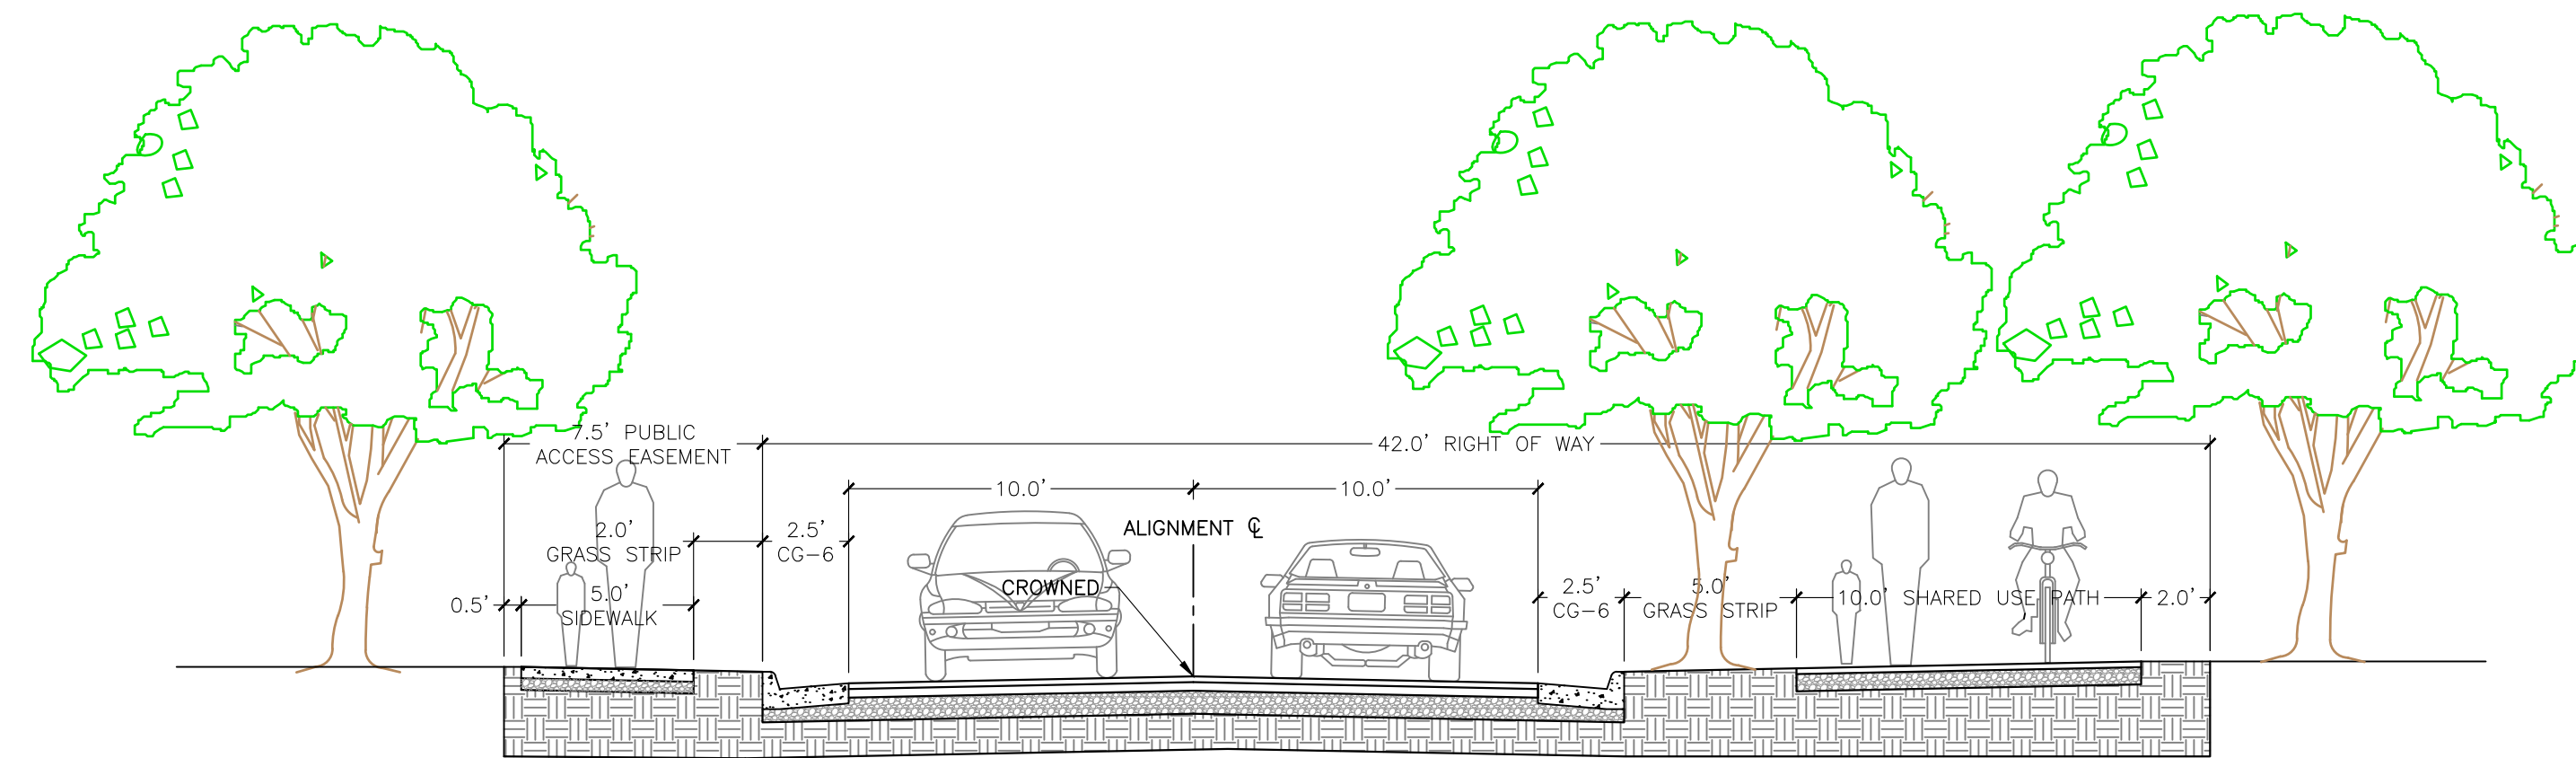 7.5' PUBLIC
ACCESS EASEMENT
42.0' RIGHT OF WAY
10.0'
10.0'
2.0'
GRASS STRIP
2.5'
CG-6
ALIGNMENT ℄
CROWNED
0.5'
5.0'
SIDEWALK
2.5'
CG-6
5.0'
GRASS STRIP
10.0' SHARED USE PATH
2.0'